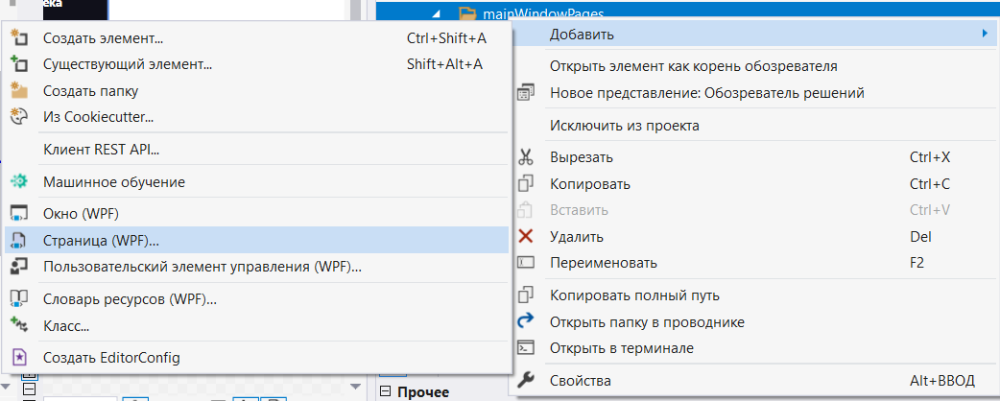 ека
mainWindowPages
Создать элемент... Ctrl+Shift+A
Существующий элемент... Shift+Alt+A
Создать папку
Из Cookiecutter...
Клиент REST API...
Машинное обучение
Окно (WPF)
Страница (WPF)...
Пользовательский элемент управления (WPF)...
Словарь ресурсов (WPF)...
Класс...
Создать EditorConfig
Добавить
Открыть элемент как корень обозревателя
Новое представление: Обозреватель решений
Исключить из проекта
Вырезать Ctrl+X
Копировать Ctrl+C
Вставить Ctrl+V
Удалить Del
Переименовать F2
Копировать полный путь
Открыть папку в проводнике
Открыть в терминале
Свойства Alt+ВВОД
Прочее